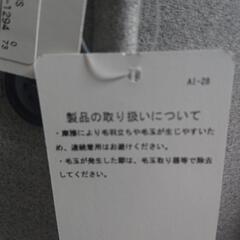 -1294
AI-28
製品の取り扱いについて
・摩擦により毛羽立ちや毛玉が生じやすいため
、連続着用はお避けください。
・毛玉が発生した際は、毛玉取り器等で除去
してください。